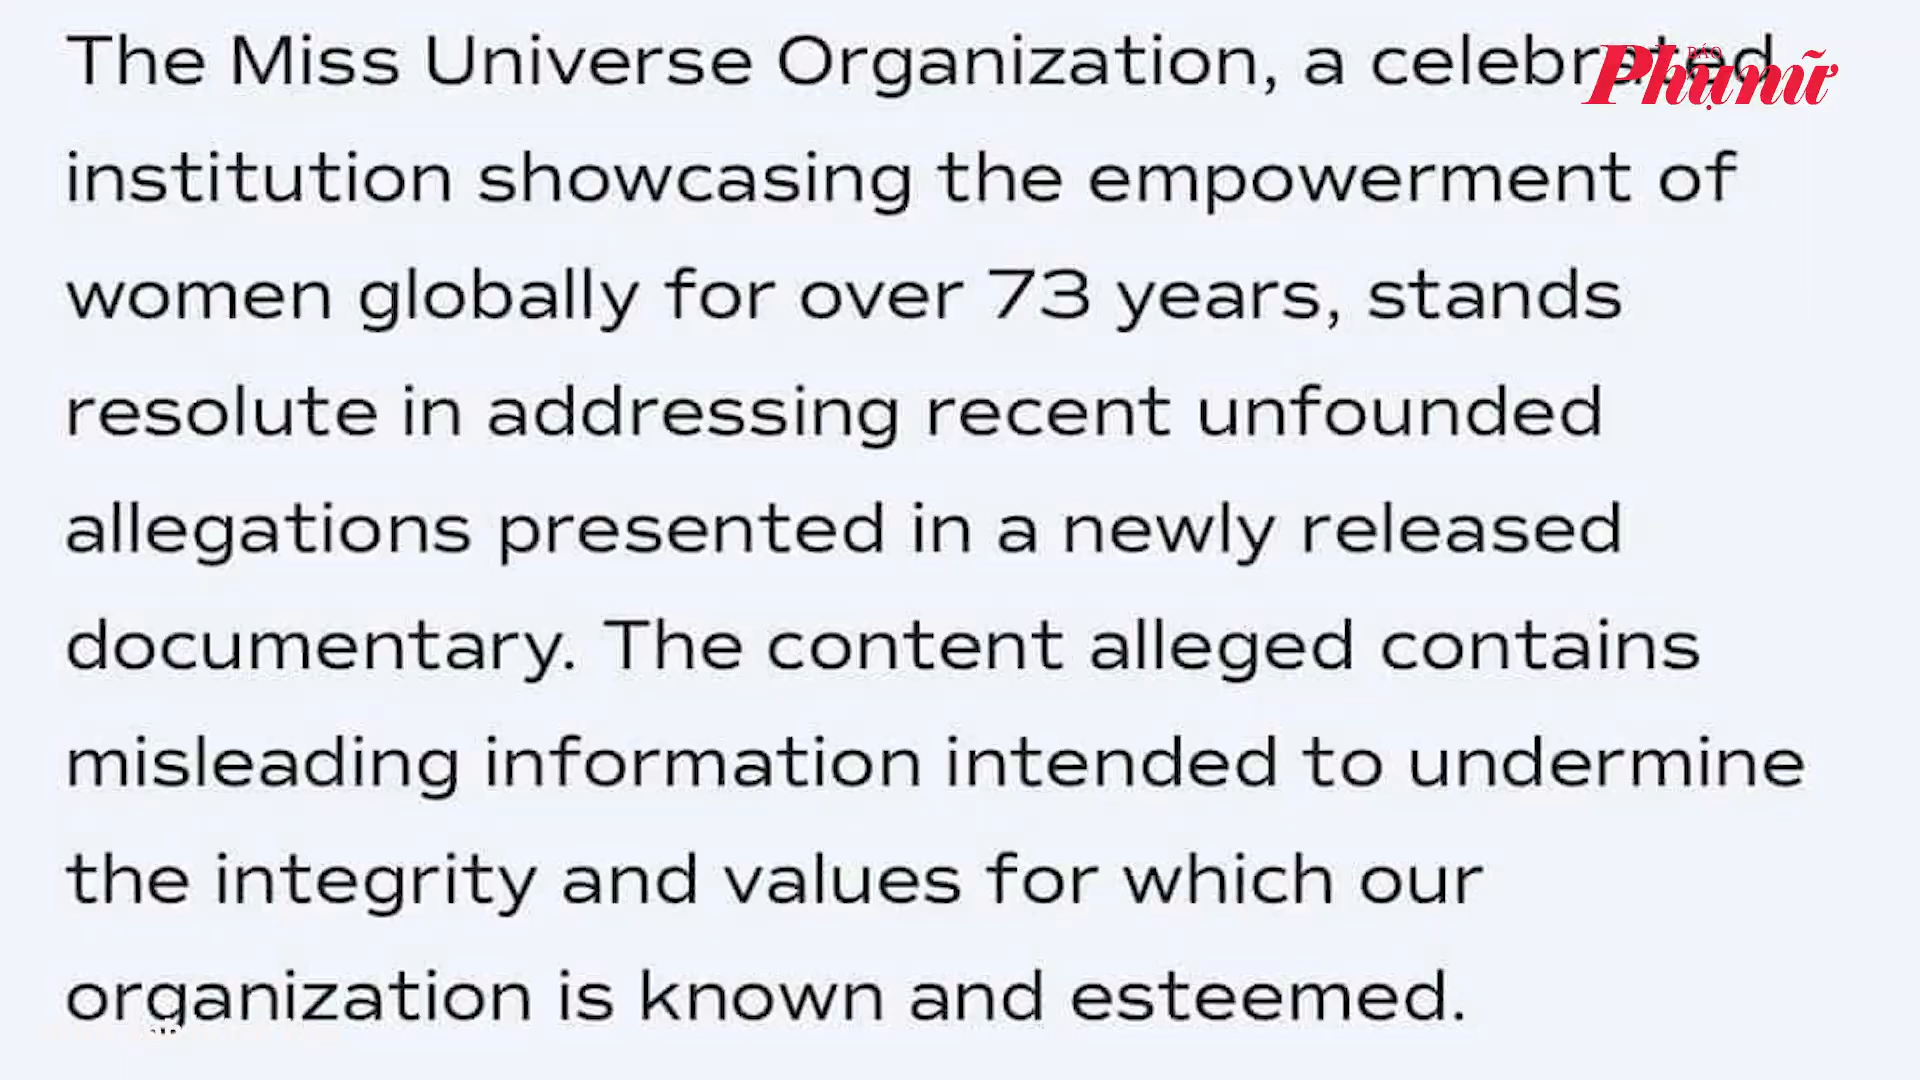 The Miss Universe Organization, a celebrated
BÁO
Phụ nữ
institution showcasing the empowerment of
women globally for over 73 years, stands
resolute in addressing recent unfounded
allegations presented in a newly released
documentary. The content alleged contains
misleading information intended to undermine
the integrity and values for which our
organization is known and esteemed.